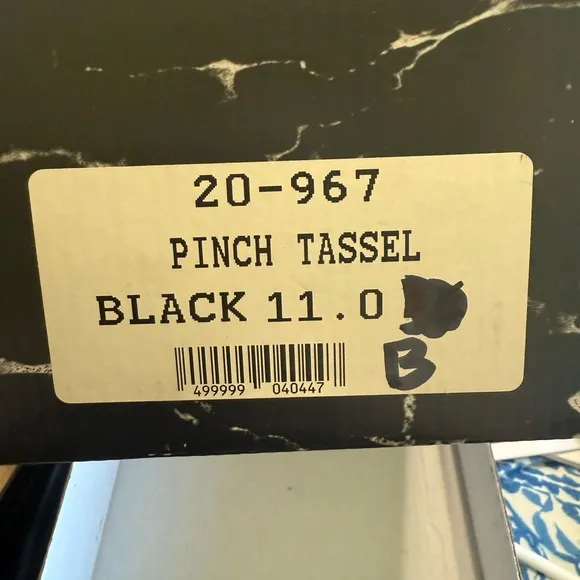 20-967
PINCH TASSEL
BLACK 11.0
B
499999 040447